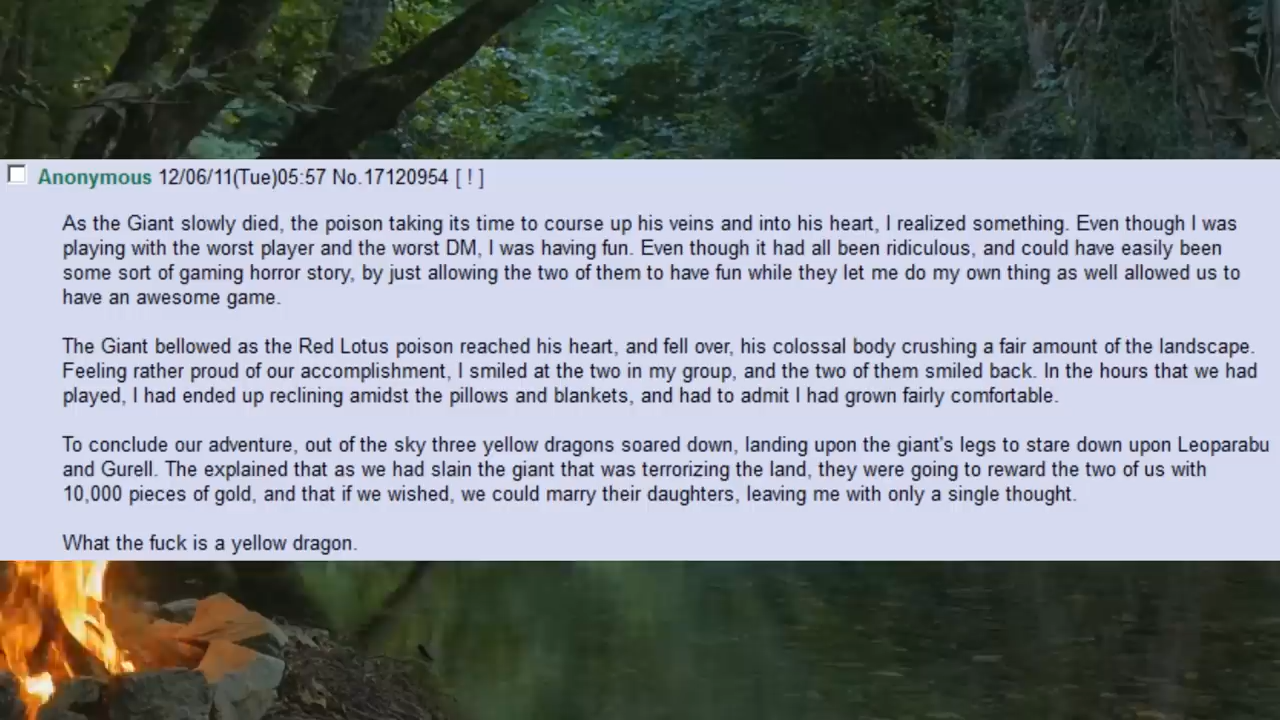 Anonymous 12/06/11(Tue)05:57 No.17120954 [ ! ]
As the Giant slowly died, the poison taking its time to course up his veins and into his heart, I realized something. Even though I was
playing with the worst player and the worst DM, I was having fun. Even though it had all been ridiculous, and could have easily been
some sort of gaming horror story, by just allowing the two of them to have fun while they let me do my own thing as well allowed us to
have an awesome game.
The Giant bellowed as the Red Lotus poison reached his heart, and fell over, his colossal body crushing a fair amount of the landscape.
Feeling rather proud of our accomplishment, I smiled at the two in my group, and the two of them smiled back. In the hours that we had
played, I had ended up reclining amidst the pillows and blankets, and had to admit I had grown fairly comfortable.
To conclude our adventure, out of the sky three yellow dragons soared down, landing upon the giant's legs to stare down upon Leoparabu
and Gurell. The explained that as we had slain the giant that was terrorizing the land, they were going to reward the two of us with
10,000 pieces of gold, and that if we wished, we could marry their daughters, leaving me with only a single thought.
What the fuck is a yellow dragon.